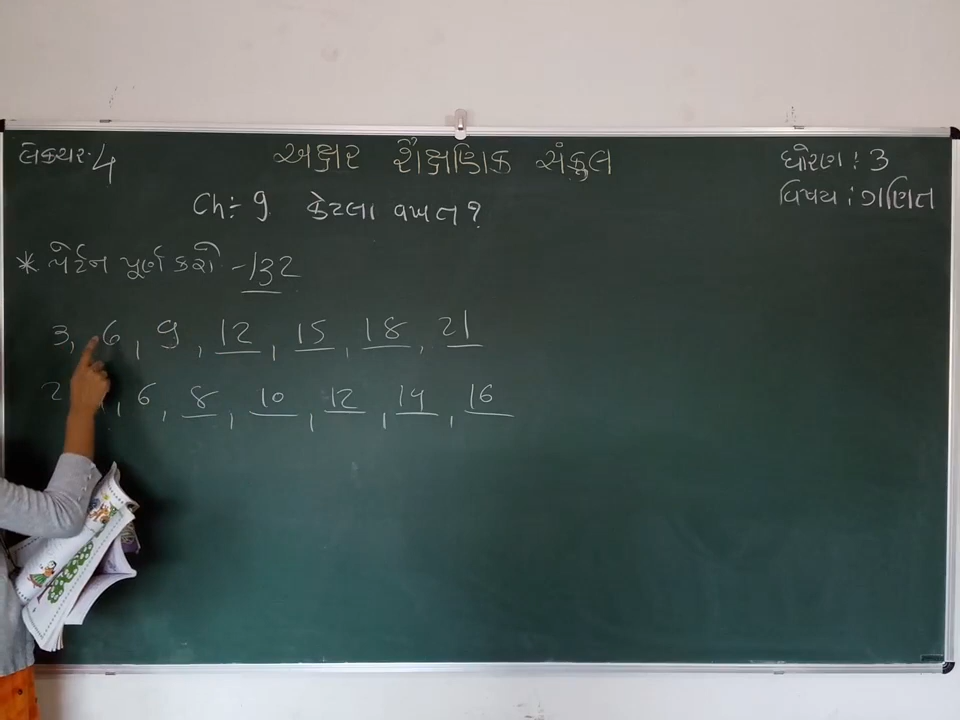 લેક્ચર - 4
અક્ષર શૈક્ષણિક સંકુલ
ધોરણ : 3
વિષય : ગણિત
Ch :- 9 કેટલા વખત ?
* પેટર્ન પૂર્ણ કરો - 132
3, 6, 9, 12, 15, 18, 21
2 , 6, 8, 10, 12, 14, 16